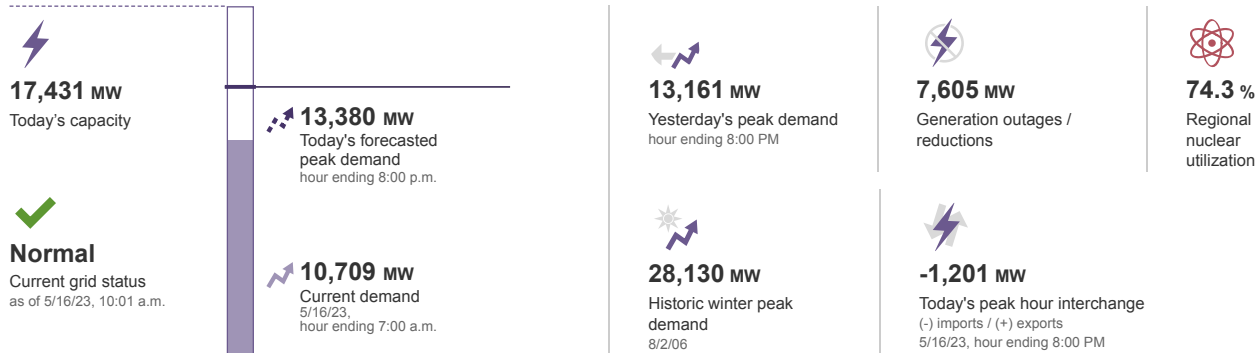 17,431 MW
Today's capacity
Normal
Current grid status
as of 5/16/23, 10:01 a.m.
13,380 MW
Today's forecasted
peak demand
hour ending 8:00 p.m.
10,709 MW
Current demand
5/16/23,
hour ending 7:00 a.m.
13,161 MW
Yesterday's peak demand
hour ending 8:00 PM
7,605 MW
Generation outages /
reductions
74.3 %
Regional
nuclear
utilization
28,130 MW
Historic winter peak
demand
8/2/06
-1,201 MW
Today's peak hour interchange
(-) imports / (+) exports
5/16/23, hour ending 8:00 PM